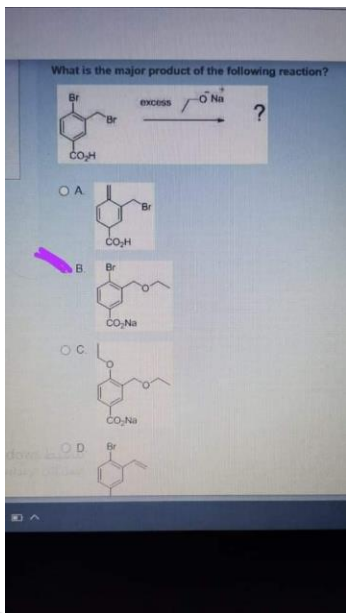 What is the major product of the following reaction?
Br
Br
CO₂H
excess
O⁻ Na⁺
?
A.
Br
CO₂H
B.
Br
O
CO₂Na
C.
O
O
CO₂Na
D
Br